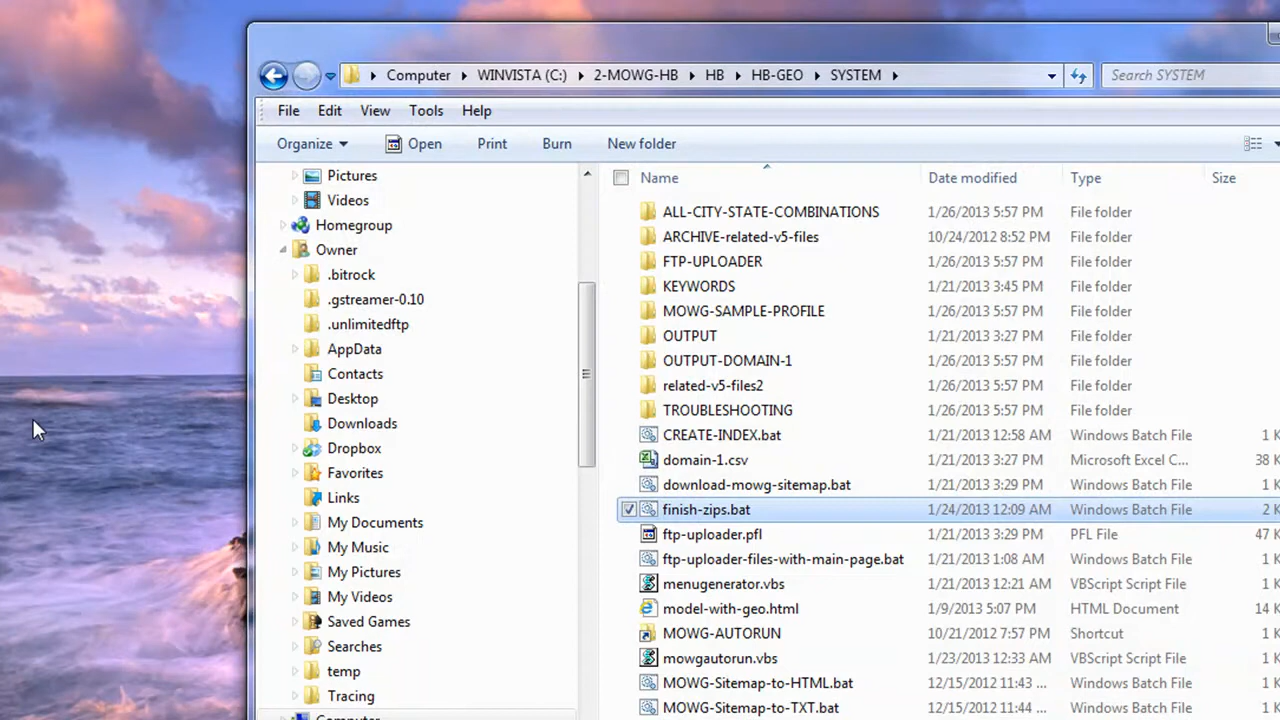 Computer WINVISTA (C:) 2-MOWG-HB HB HB-GEO SYSTEM Search SYSTEM
File Edit View Tools Help
Organize Open Print Burn New folder
Pictures
Videos
Homegroup
Owner
.bitrock
.gstreamer-0.10
.unlimitedftp
AppData
Contacts
Desktop
Downloads
Dropbox
Favorites
Links
My Documents
My Music
My Pictures
My Videos
Saved Games
Searches
temp
Tracing
Computer
Name Date modified Type Size
ALL-CITY-STATE-COMBINATIONS 1/26/2013 5:57 PM File folder
ARCHIVE-related-v5-files 10/24/2012 8:52 PM File folder
FTP-UPLOADER 1/26/2013 5:57 PM File folder
KEYWORDS 1/21/2013 3:45 PM File folder
MOWG-SAMPLE-PROFILE 1/26/2013 5:57 PM File folder
OUTPUT 1/21/2013 3:27 PM File folder
OUTPUT-DOMAIN-1 1/26/2013 5:57 PM File folder
related-v5-files2 1/26/2013 5:57 PM File folder
TROUBLESHOOTING 1/26/2013 5:57 PM File folder
CREATE-INDEX.bat 1/21/2013 12:58 AM Windows Batch File 1 K
domain-1.csv 1/21/2013 3:27 PM Microsoft Excel C... 38 K
download-mowg-sitemap.bat 1/21/2013 3:29 PM Windows Batch File 1 K
finish-zips.bat 1/24/2013 12:09 AM Windows Batch File 2 K
ftp-uploader.pfl 1/21/2013 3:29 PM PFL File 47 K
ftp-uploader-files-with-main-page.bat 1/21/2013 1:08 AM Windows Batch File 1 K
menugenerator.vbs 1/21/2013 12:21 AM VBScript Script File 1 K
model-with-geo.html 1/9/2013 5:07 PM HTML Document 14 K
MOWG-AUTORUN 10/21/2012 7:57 PM Shortcut 1 K
mowgautorun.vbs 1/23/2013 12:33 AM VBScript Script File 1 K
MOWG-Sitemap-to-HTML.bat 12/15/2012 11:43 ... Windows Batch File 1 K
MOWG-Sitemap-to-TXT.bat 12/15/2012 11:44 ... Windows Batch File 1 K